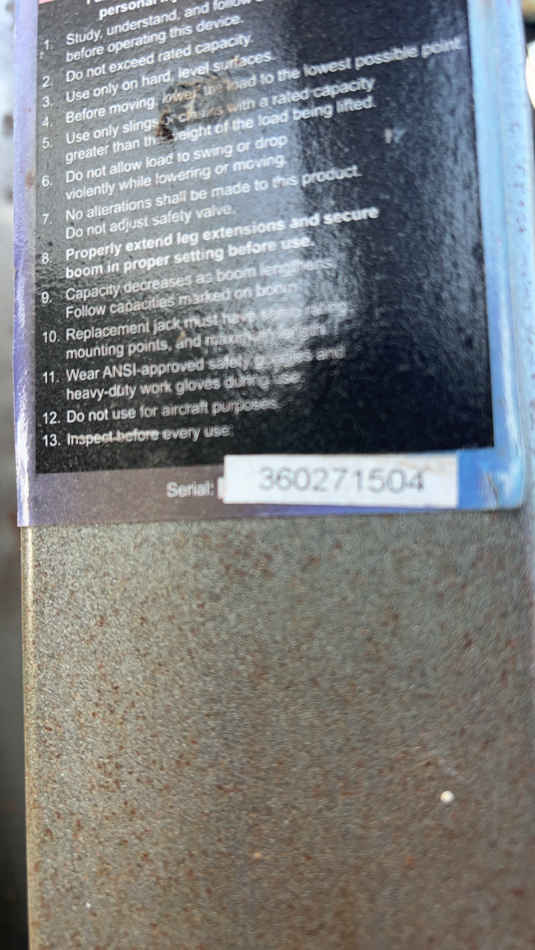 personal
1. Study, understand, and follow
before operating this device.
2. Do not exceed rated capacity.
3. Use only on hard, level surfaces.
4. Before moving, lower the load to the lowest possible point.
5. Use only slings or chains with a rated capacity
greater than the weight of the load being lifted.
6. Do not allow load to swing or drop
violently while lowering or moving.
7. No alterations shall be made to this product.
Do not adjust safety valve.
8. Properly extend leg extensions and secure
boom in proper setting before use.
9. Capacity decreases as boom lengthens.
Follow capacities marked on boom.
10. Replacement jack must have
mounting points, and maximum
11. Wear ANSI-approved safety goggles and
heavy-duty work gloves during use.
12. Do not use for aircraft purposes.
13. Inspect before every use.
Serial: 360271504